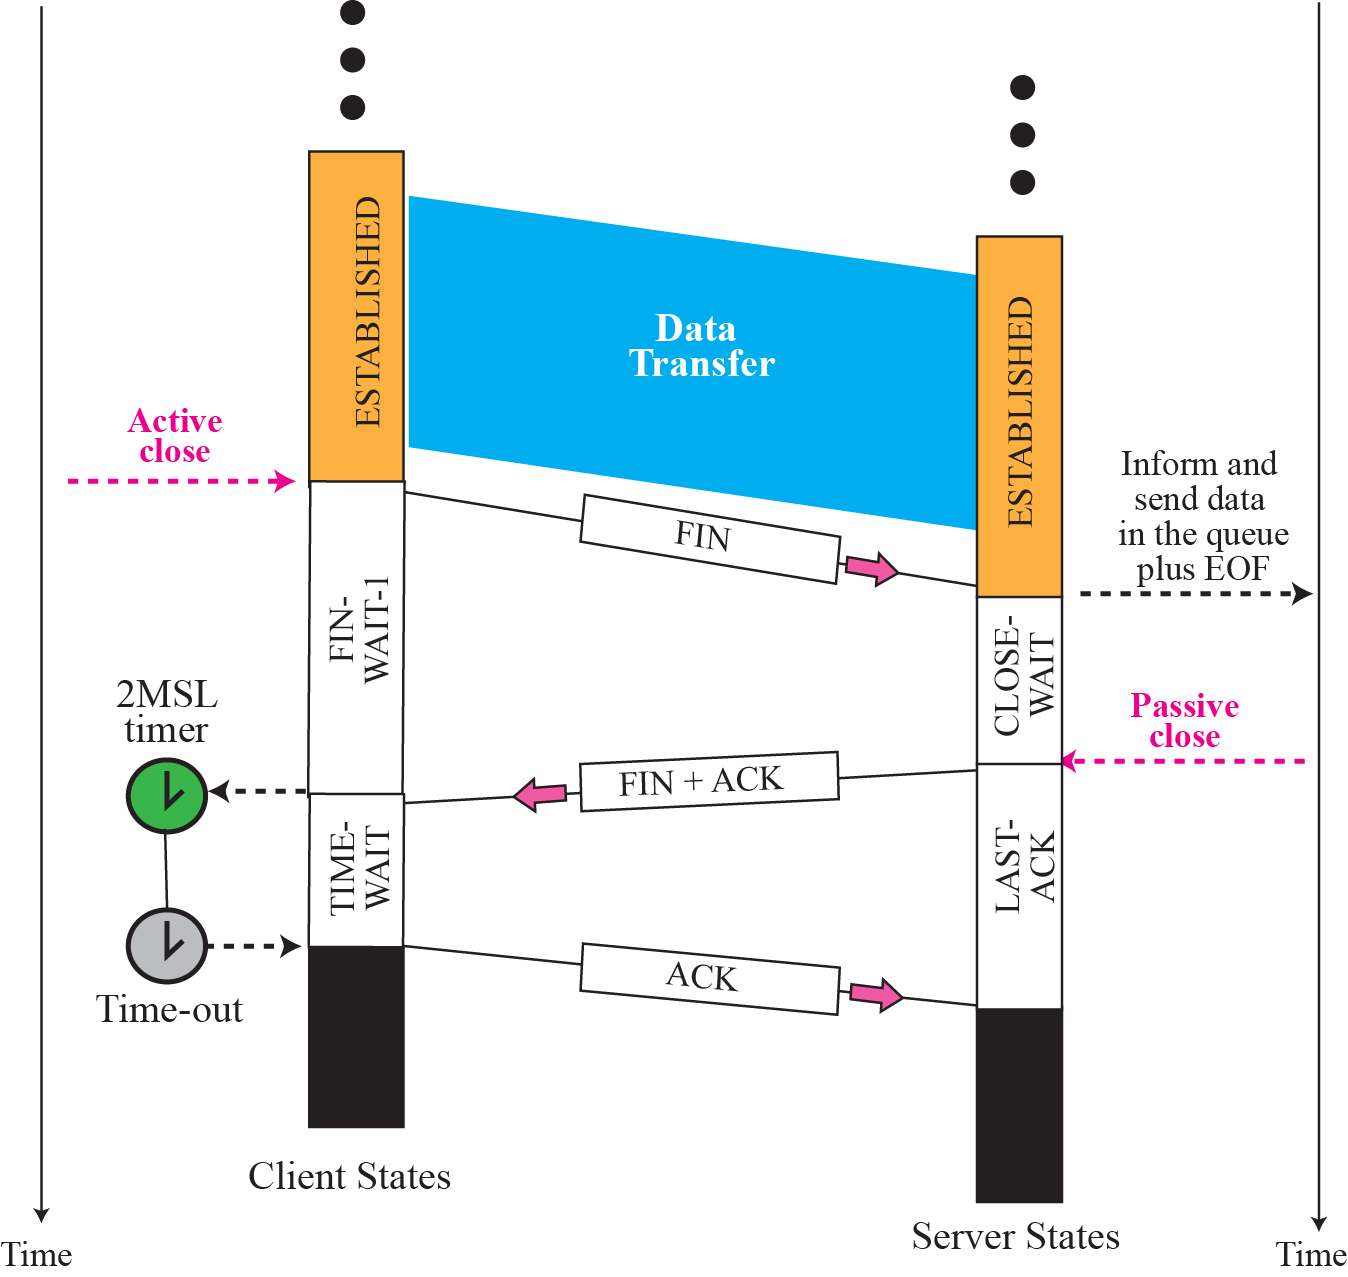 ESTABLISHED
Data
Transfer
ESTABLISHED
Active
close
Inform and
send data
in the queue
plus EOF
FIN
FIN-
WAIT-1
CLOSE-
WAIT
2MSL
timer
Passive
close
FIN + ACK
TIME-
WAIT
LAST-
ACK
ACK
Time-out
Client States
Server States
Time
Time